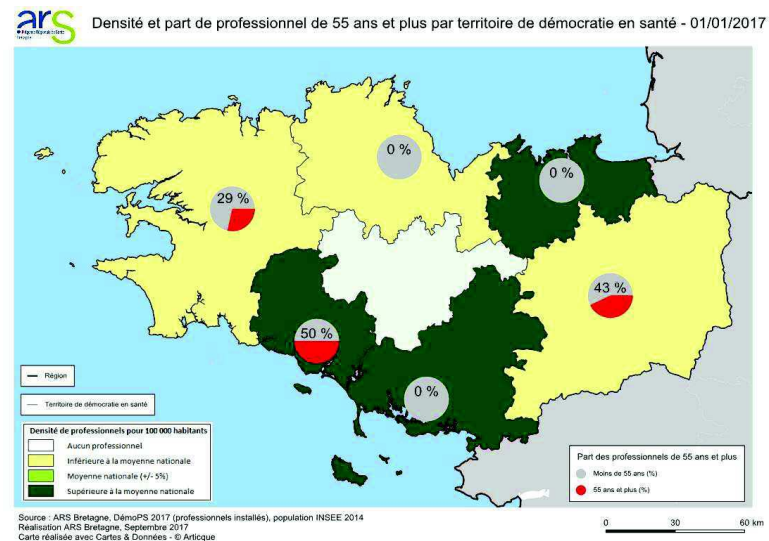 ars
Densité et part de professionnel de 55 ans et plus par territoire de démocratie en santé - 01/01/2017
0 %
0 %
29 %
43 %
50 %
0 %
Région
Territoire de démocratie en santé
Densité de professionnels pour 100 000 habitants
Aucun professionnel
Inférieure à la moyenne nationale
Moyenne nationale (+/- 5%)
Supérieure à la moyenne nationale
Part des professionnels de 55 ans et plus
Moins de 55 ans (%)
55 ans et plus (%)
0 30 60 km
Source : ARS Bretagne, DémoPS 2017 (professionnels installés), population INSEE 2014
Réalisation ARS Bretagne, Septembre 2017
Carte réalisée avec Cartes & Données - © Articque